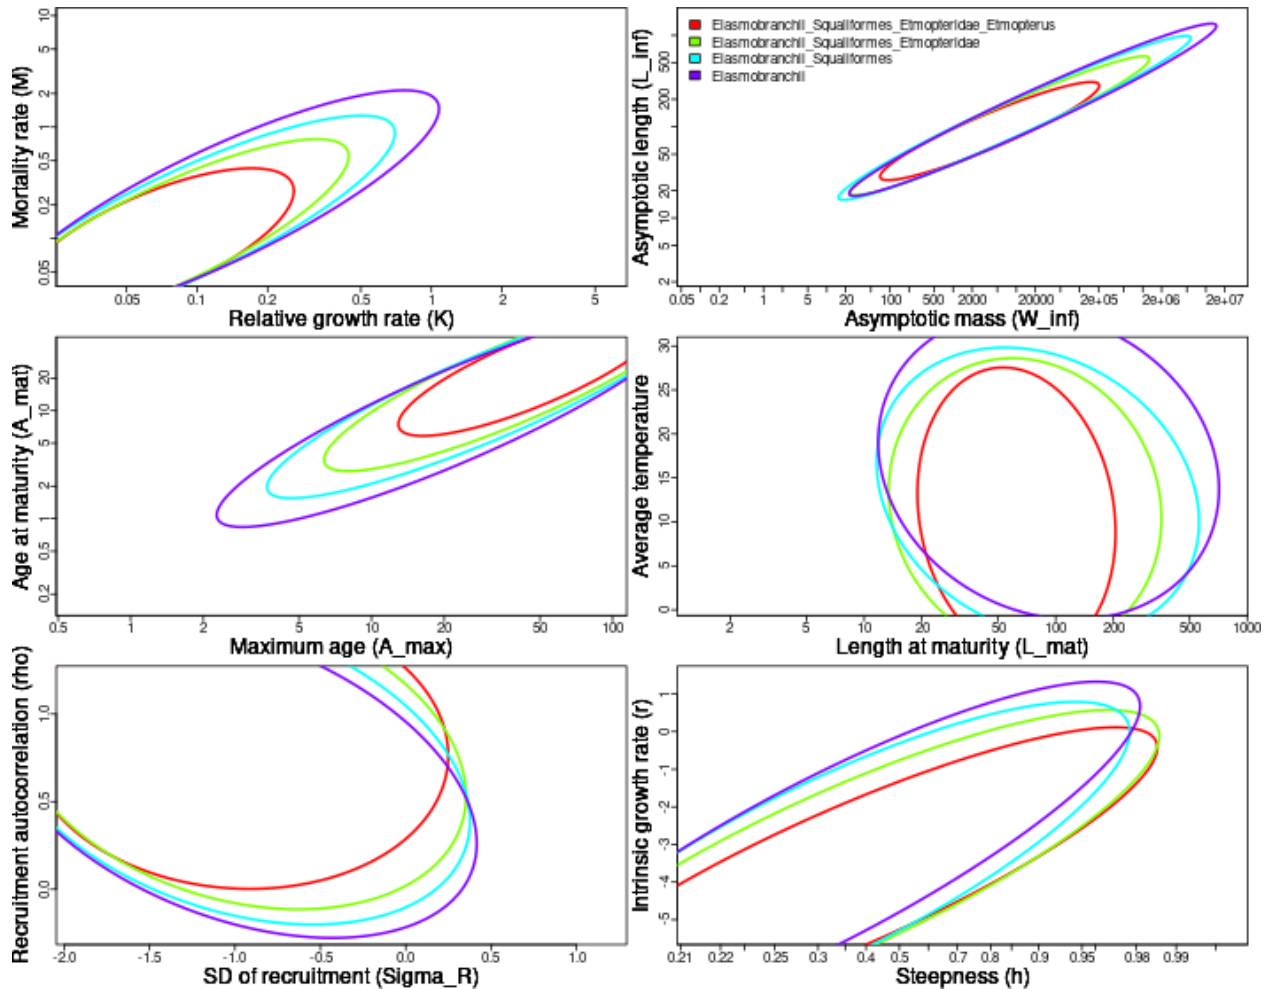 Mortality rate (M)
0.05 0.2 0.5 1 2 5 10
0.05 0.1 0.2 0.5 1 2 5
Relative growth rate (K)
Elasmobranchii_Squaliformes_Etmopteridae_Etmopterus
Elasmobranchii_Squaliformes_Etmopteridae
Elasmobranchii_Squaliformes
Elasmobranchii
Asymptotic length (L_inf)
2 5 10 20 50 200 500
0.05 0.2 1 5 20 100 500 2000 20000 2e+05 2e+06 2e+07
Asymptotic mass (W_inf)
Age at maturity (A_mat)
0.2 0.5 1 2 5 10 20
0.5 1 2 5 10 20 50 100
Maximum age (A_max)
Average temperature
0 5 10 15 20 25 30
2 5 10 20 50 100 200 500 1000
Length at maturity (L_mat)
Recruitment autocorrelation (rho)
0.0 0.5 1.0
-2.0 -1.5 -1.0 -0.5 0.0 0.5 1.0
SD of recruitment (Sigma_R)
Intrinsic growth rate (r)
-5 -4 -3 -2 -1 0 1
0.21 0.22 0.25 0.3 0.4 0.5 0.7 0.8 0.9 0.95 0.98 0.99
Steepness (h)